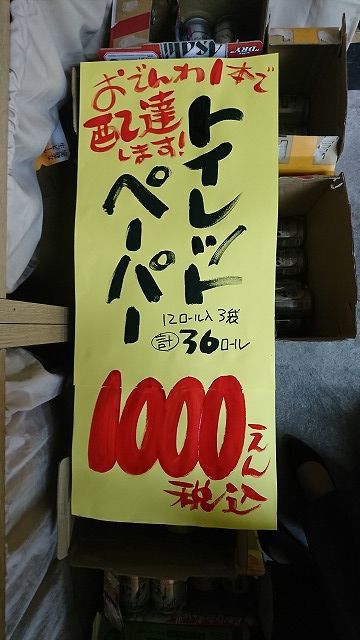 おでんわ1本で
配達
します!
トイレット
ペーパー
12ロール入 3袋
計 36ロール
1000えん
税込